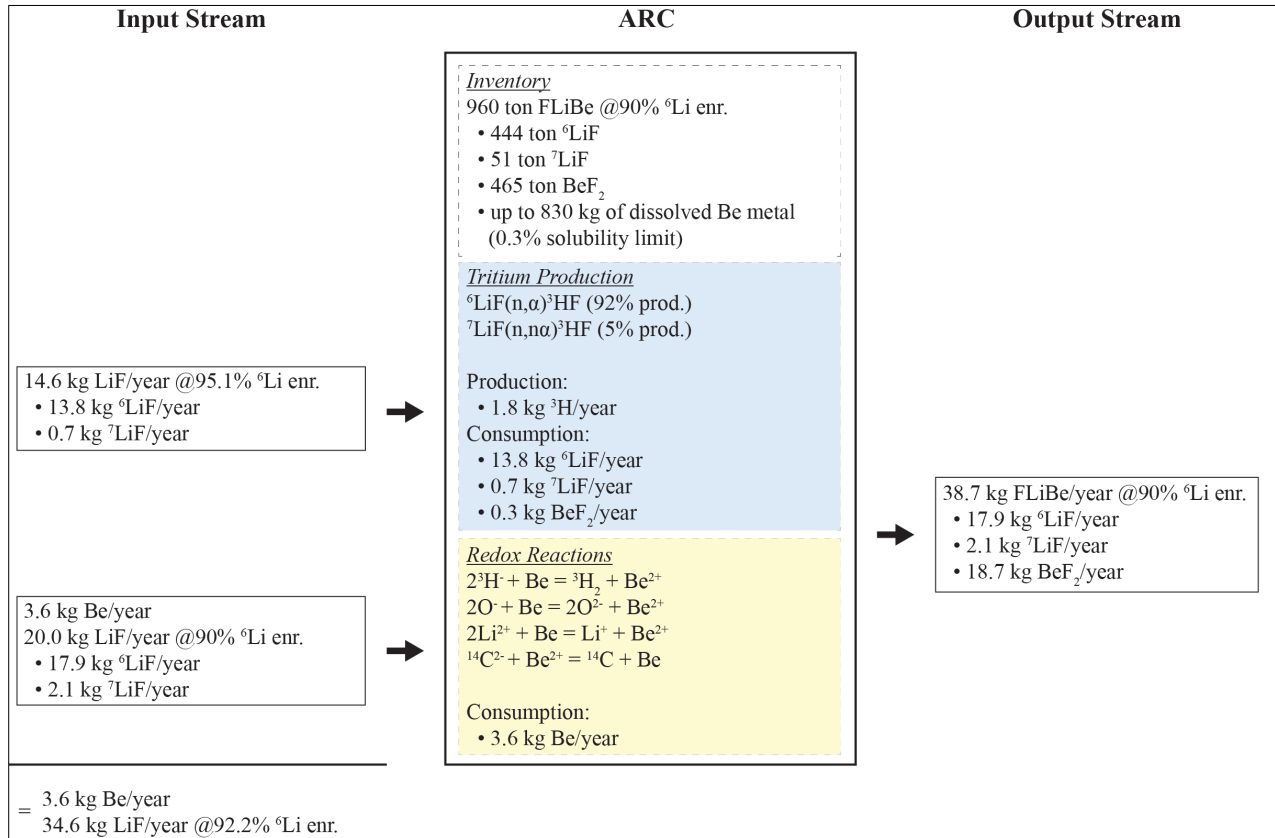 Input Stream
ARC
Output Stream
Inventory
960 ton FLiBe @90% ⁶Li enr.
• 444 ton ⁶LiF
• 51 ton ⁷LiF
• 465 ton BeF₂
• up to 830 kg of dissolved Be metal
(0.3% solubility limit)
Tritium Production
⁶LiF(n,α)³HF (92% prod.)
⁷LiF(n,nα)³HF (5% prod.)
Production:
• 1.8 kg ³H/year
Consumption:
• 13.8 kg ⁶LiF/year
• 0.7 kg ⁷LiF/year
• 0.3 kg BeF₂/year
Redox Reactions
2³H⁻ + Be = ³H₂ + Be²⁺
2O⁻ + Be = 2O²⁻ + Be²⁺
2Li²⁺ + Be = Li⁺ + Be²⁺
¹⁴C²⁻ + Be²⁺ = ¹⁴C + Be
Consumption:
• 3.6 kg Be/year
14.6 kg LiF/year @95.1% ⁶Li enr.
• 13.8 kg ⁶LiF/year
• 0.7 kg ⁷LiF/year
3.6 kg Be/year
20.0 kg LiF/year @90% ⁶Li enr.
• 17.9 kg ⁶LiF/year
• 2.1 kg ⁷LiF/year
= 3.6 kg Be/year
34.6 kg LiF/year @92.2% ⁶Li enr.
38.7 kg FLiBe/year @90% ⁶Li enr.
• 17.9 kg ⁶LiF/year
• 2.1 kg ⁷LiF/year
• 18.7 kg BeF₂/year